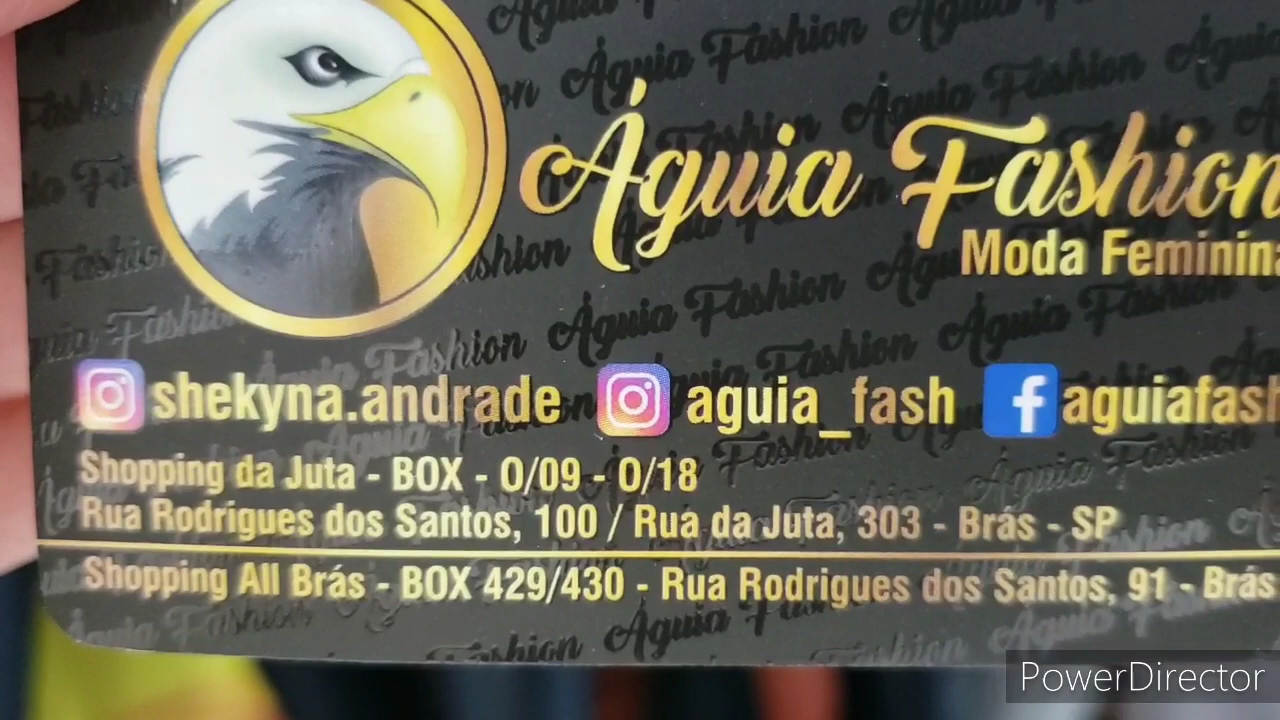 Águia Fashion
Moda Feminina
shekyna.andrade aguia_fash aguiafash
Shopping da Juta - BOX - O/09 - O/18
Rua Rodrigues dos Santos, 100 / Rua da Juta, 303 - Brás - SP
Shopping All Brás - BOX 429/430 - Rua Rodrigues dos Santos, 91 - Brás
PowerDirector